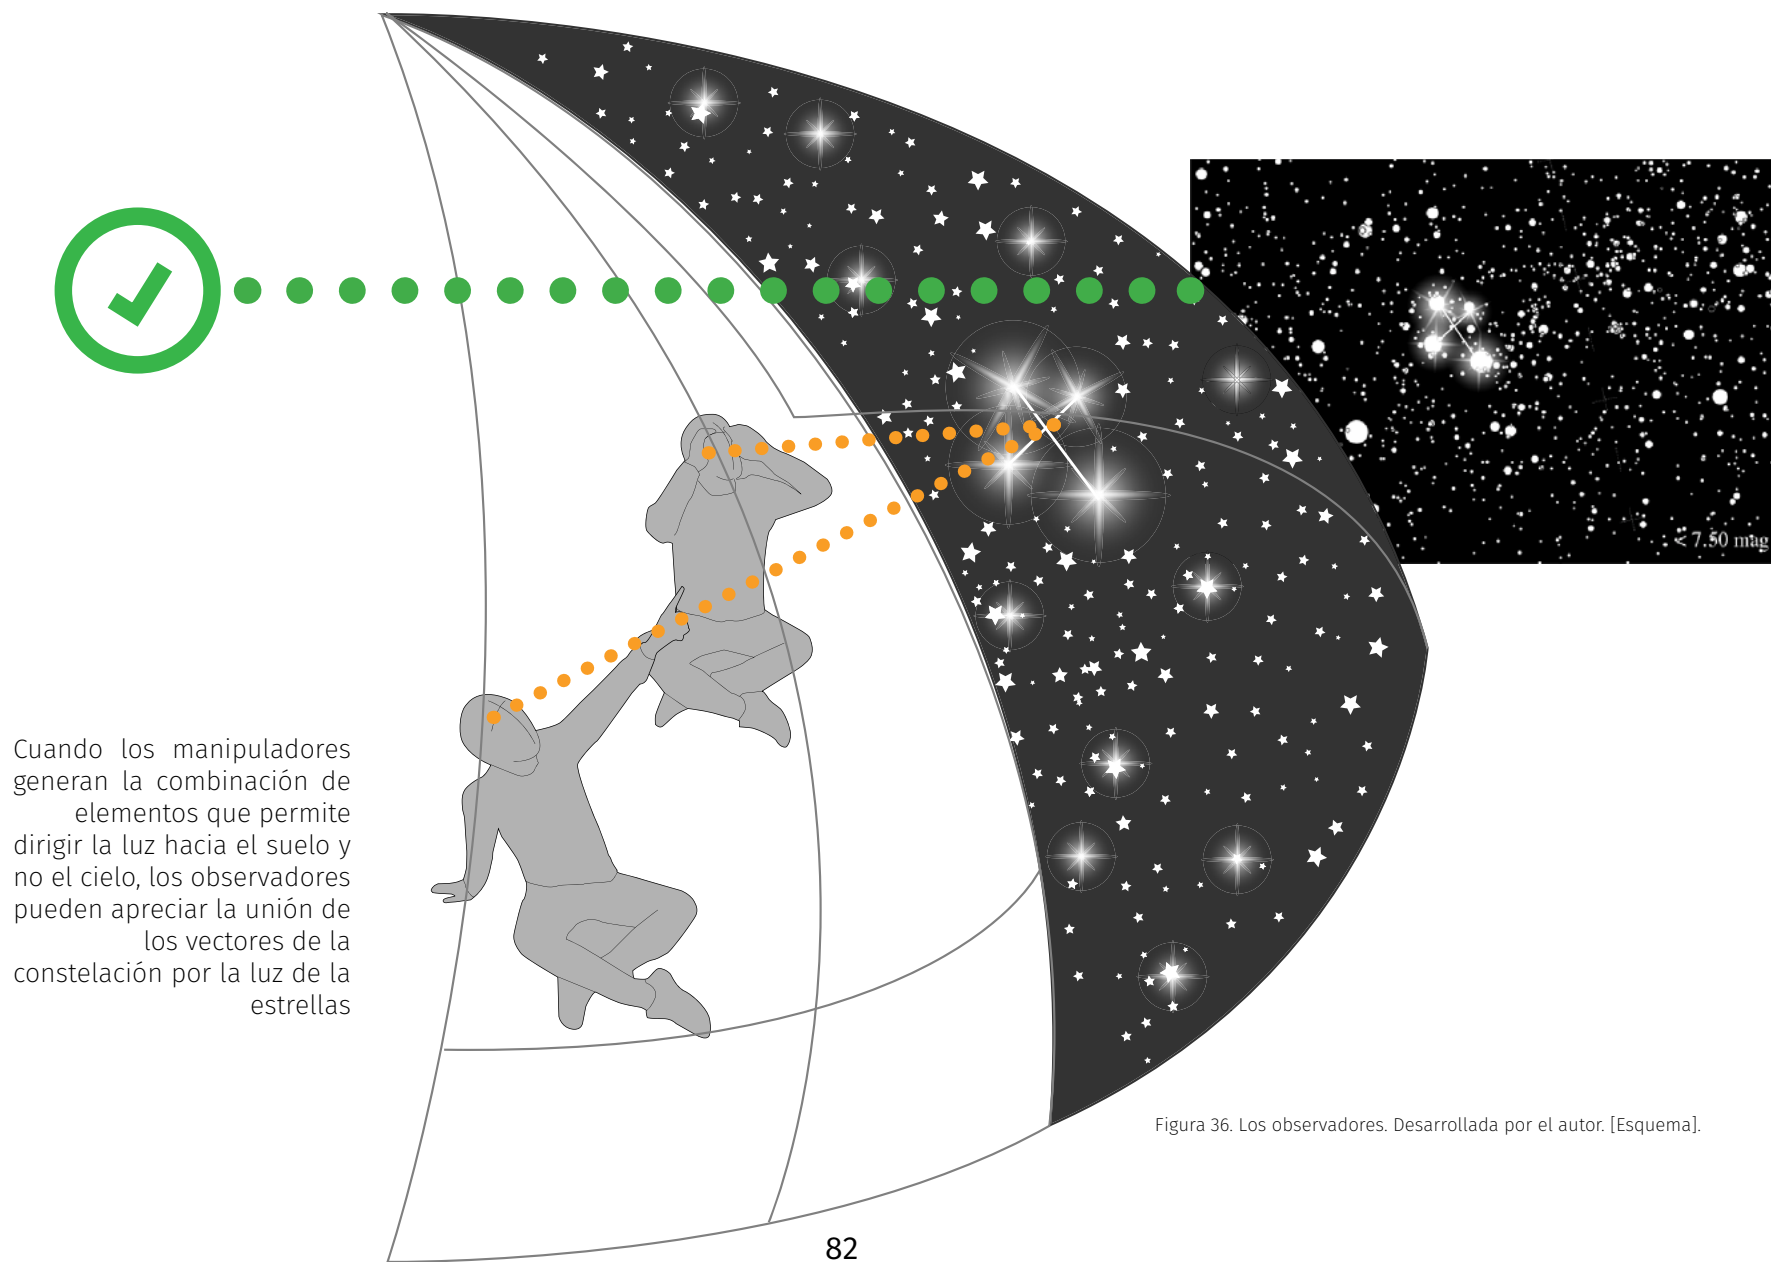 < 7.50 mag
Cuando los manipuladores
generan la combinación de
elementos que permite
dirigir la luz hacia el suelo y
no el cielo, los observadores
pueden apreciar la unión de
los vectores de la
constelación por la luz de la
estrellas
Figura 36. Los observadores. Desarrollada por el autor. [Esquema].
82